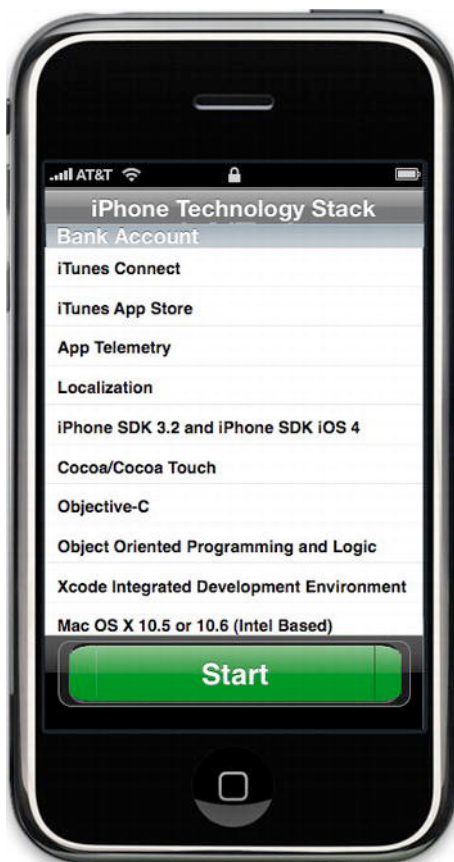 AT&T
iPhone Technology Stack
Bank Account
iTunes Connect
iTunes App Store
App Telemetry
Localization
iPhone SDK 3.2 and iPhone SDK iOS 4
Cocoa/Cocoa Touch
Objective-C
Object Oriented Programming and Logic
Xcode Integrated Development Environment
Mac OS X 10.5 or 10.6 (Intel Based)
Start